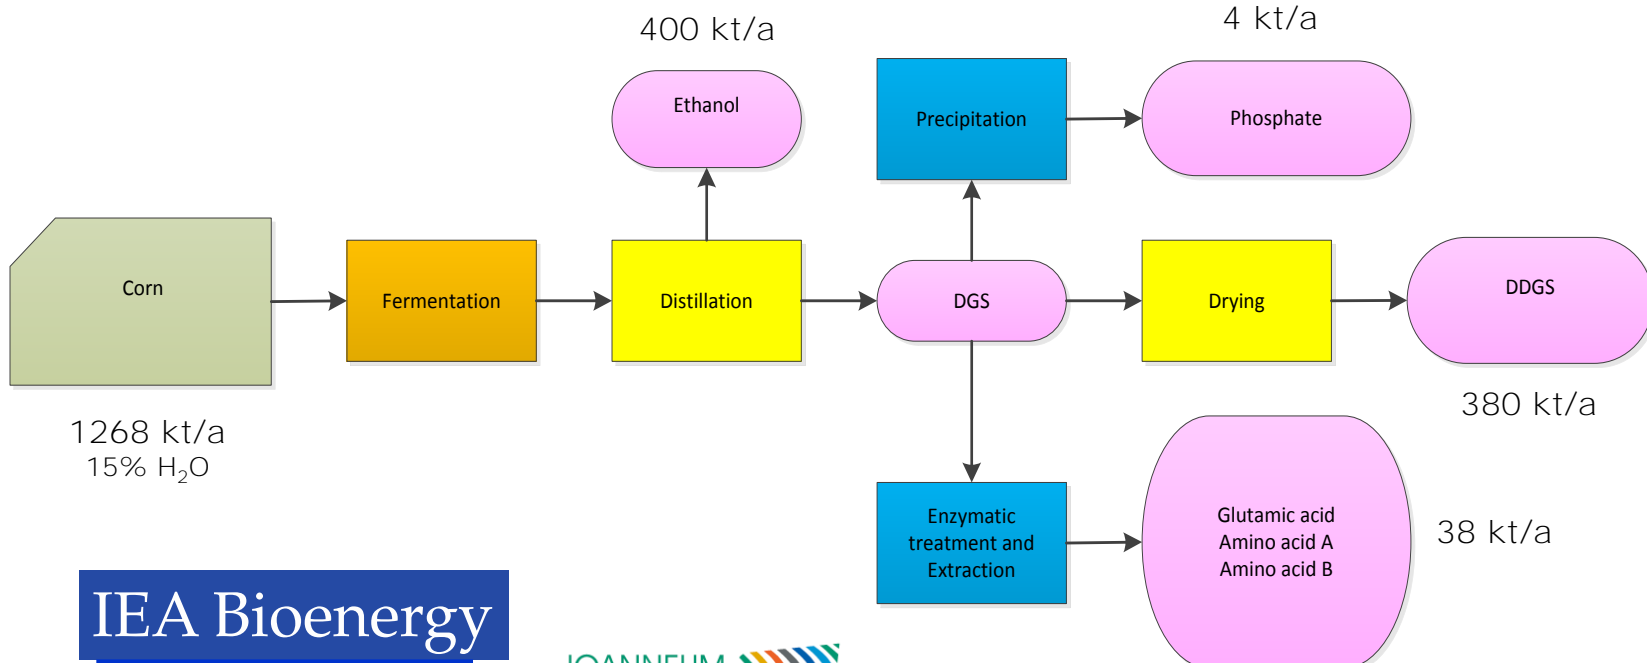 400 kt/a
4 kt/a
Ethanol
Precipitation
Phosphate
Corn
Fermentation
Distillation
DGS
Drying
DDGS
1268 kt/a
15% H₂O
380 kt/a
Enzymatic
treatment and
Extraction
Glutamic acid
Amino acid A
Amino acid B
38 kt/a
IEA Bioenergy
JOANNEUM